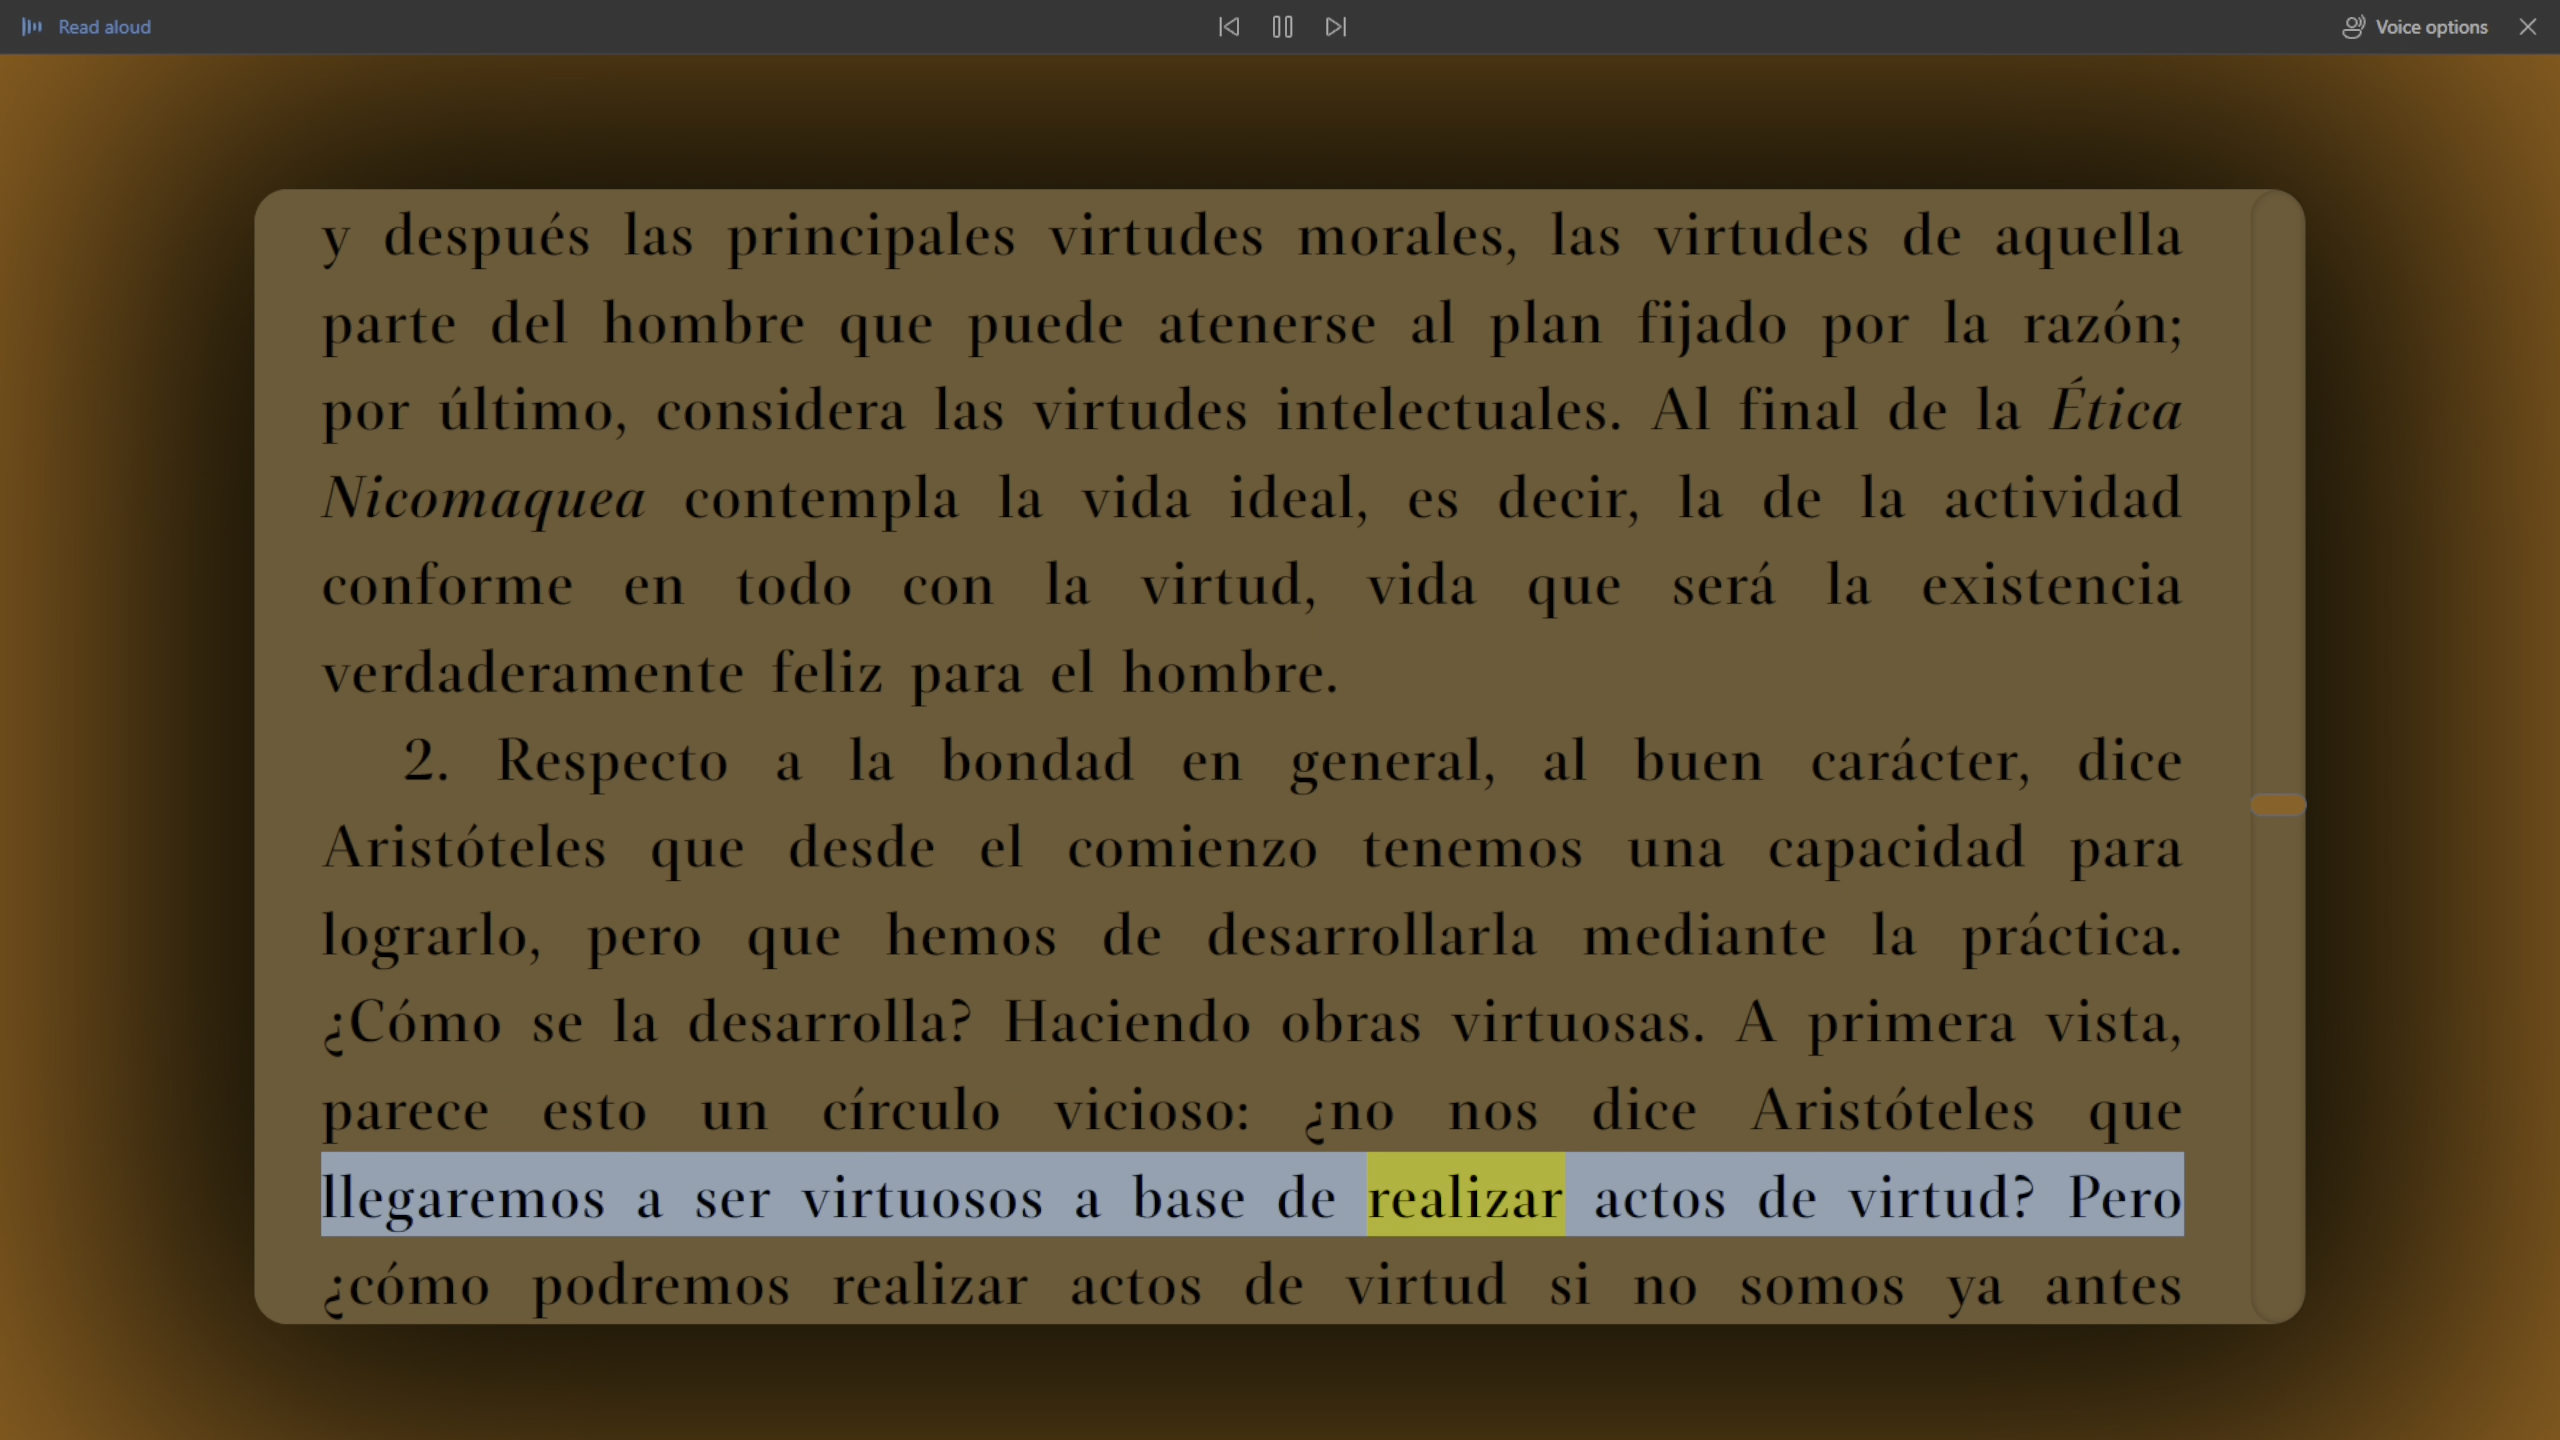 Read aloud
Voice options
y después las principales virtudes morales, las virtudes de aquella
parte del hombre que puede atenerse al plan fijado por la razón;
por último, considera las virtudes intelectuales. Al final de la Ética
Nicomaquea contempla la vida ideal, es decir, la de la actividad
conforme en todo con la virtud, vida que será la existencia
verdaderamente feliz para el hombre.
2. Respecto a la bondad en general, al buen carácter, dice
Aristóteles que desde el comienzo tenemos una capacidad para
lograrlo, pero que hemos de desarrollarla mediante la práctica.
¿Cómo se la desarrolla? Haciendo obras virtuosas. A primera vista,
parece esto un círculo vicioso: ¿no nos dice Aristóteles que
llegaremos a ser virtuosos a base de realizar actos de virtud? Pero
¿cómo podremos realizar actos de virtud si no somos ya antes